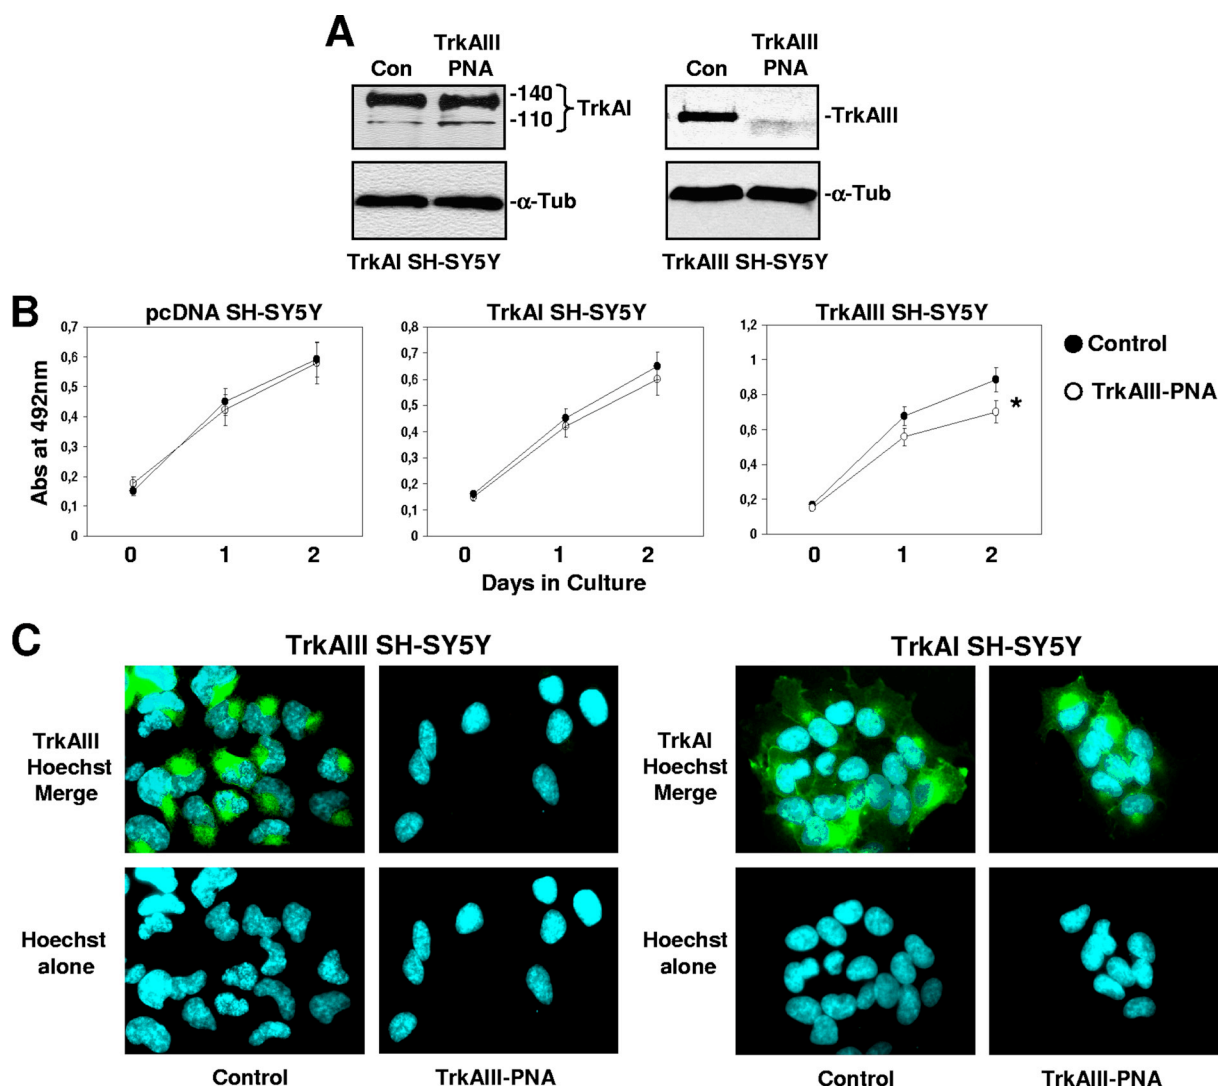 A
Con
TrkAIII
PNA
-140
-110
TrkAI
-α-Tub
TrkAI SH-SY5Y
Con
TrkAIII
PNA
-TrkAIII
-α-Tub
TrkAIII SH-SY5Y
B
pcDNA SH-SY5Y
TrkAI SH-SY5Y
TrkAIII SH-SY5Y
Abs at 492nm
0,7
0,6
0,5
0,4
0,3
0,2
0,1
0
0 1 2
0,8
0,7
0,6
0,5
0,4
0,3
0,2
0,1
0
0 1 2
1,2
1
0,8
0,6
0,4
0,2
0
0 1 2
*
Control
TrkAIII-PNA
Days in Culture
C
TrkAIII SH-SY5Y
TrkAI SH-SY5Y
TrkAIII
Hoechst
Merge
TrkAI
Hoechst
Merge
Hoechst
alone
Hoechst
alone
Control
TrkAIII-PNA
Control
TrkAIII-PNA